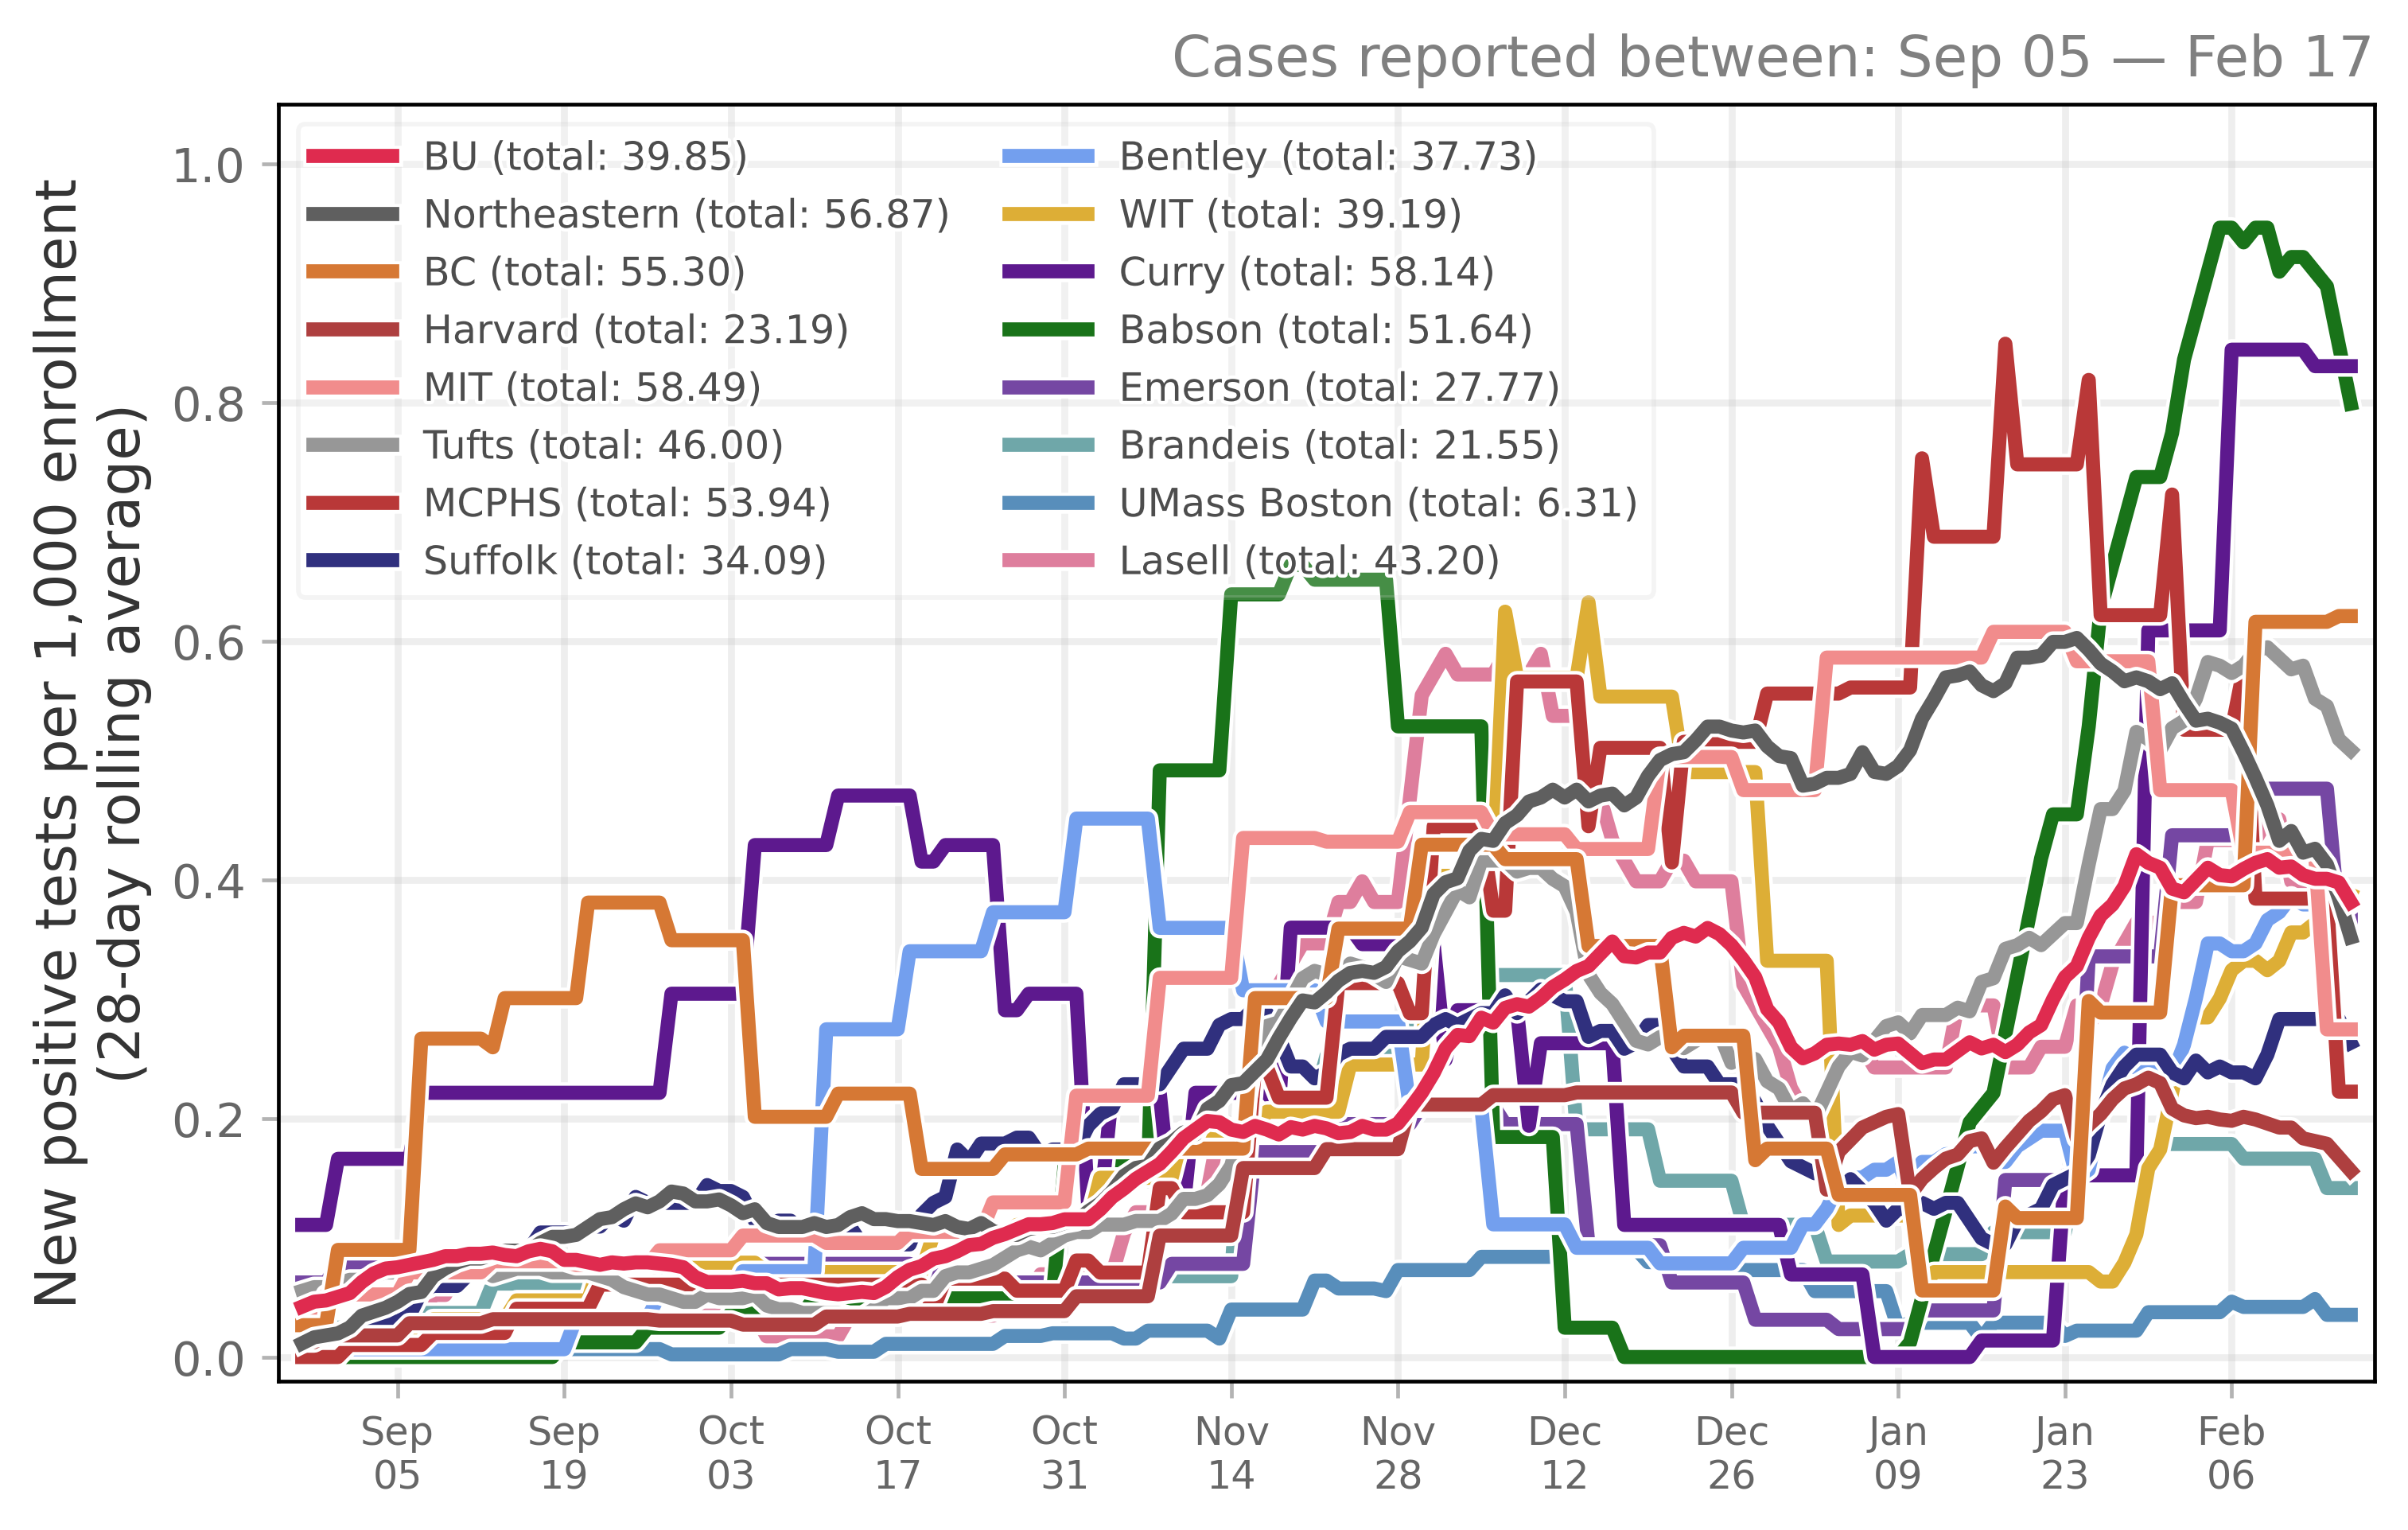 Cases reported between: Sep 05 — Feb 17
New positive tests per 1,000 enrollment
(28-day rolling average)
1.0
0.8
0.6
0.4
0.2
0.0
BU (total: 39.85)
Northeastern (total: 56.87)
BC (total: 55.30)
Harvard (total: 23.19)
MIT (total: 58.49)
Tufts (total: 46.00)
MCPHS (total: 53.94)
Suffolk (total: 34.09)
Bentley (total: 37.73)
WIT (total: 39.19)
Curry (total: 58.14)
Babson (total: 51.64)
Emerson (total: 27.77)
Brandeis (total: 21.55)
UMass Boston (total: 6.31)
Lasell (total: 43.20)
Sep
05
Sep
19
Oct
03
Oct
17
Oct
31
Nov
14
Nov
28
Dec
12
Dec
26
Jan
09
Jan
23
Feb
06